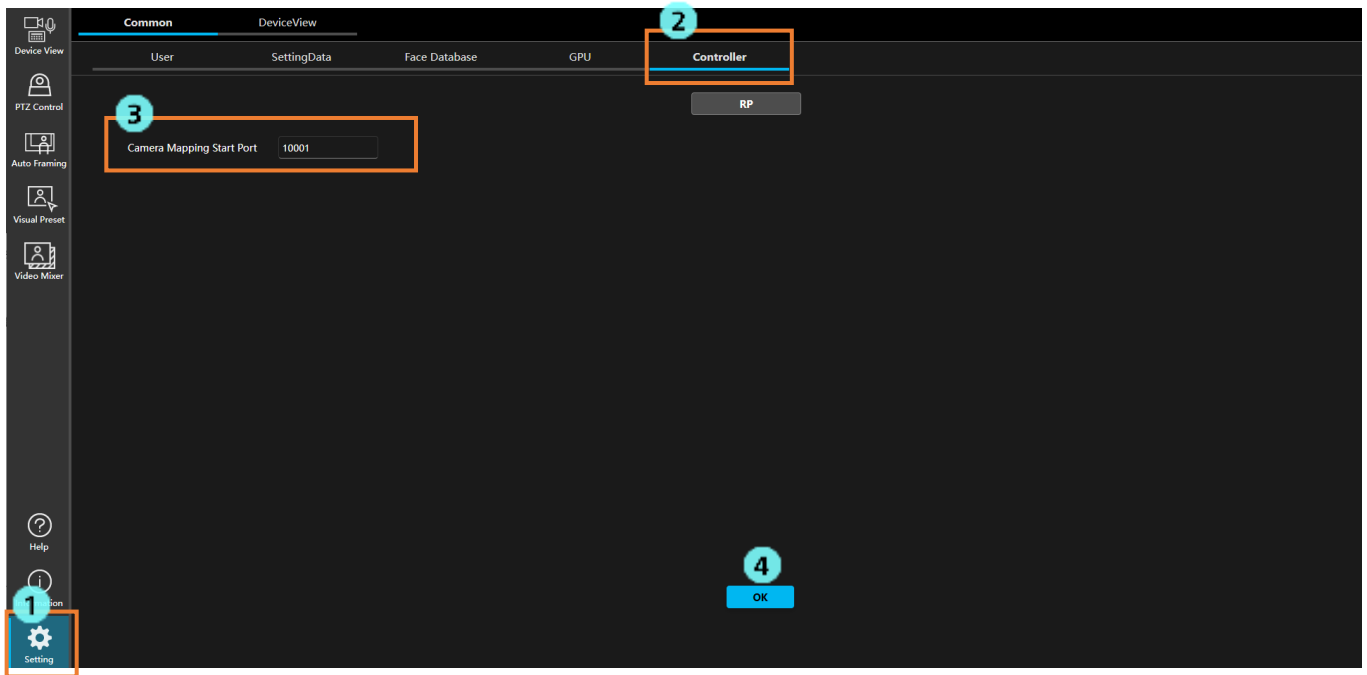 Common
DeviceView
2
Device View
User
SettingData
Face Database
GPU
Controller
PTZ Control
3
RP
Camera Mapping Start Port
10001
Auto Framing
Visual Preset
Video Mixer
?
Help
4
i
1
OK
Setting